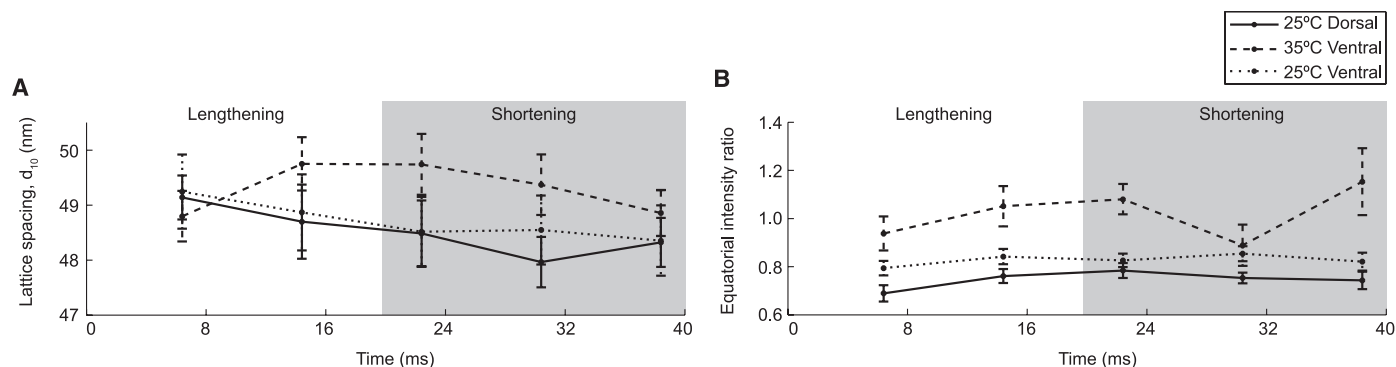 25ºC Dorsal
35ºC Ventral
25ºC Ventral
A
Lengthening
Shortening
Lattice spacing, d10 (nm)
50
49
48
47
0 8 16 24 32 40
Time (ms)
B
Lengthening
Shortening
Equatorial intensity ratio
1.4
1.2
1.0
0.8
0.6
0 8 16 24 32 40
Time (ms)